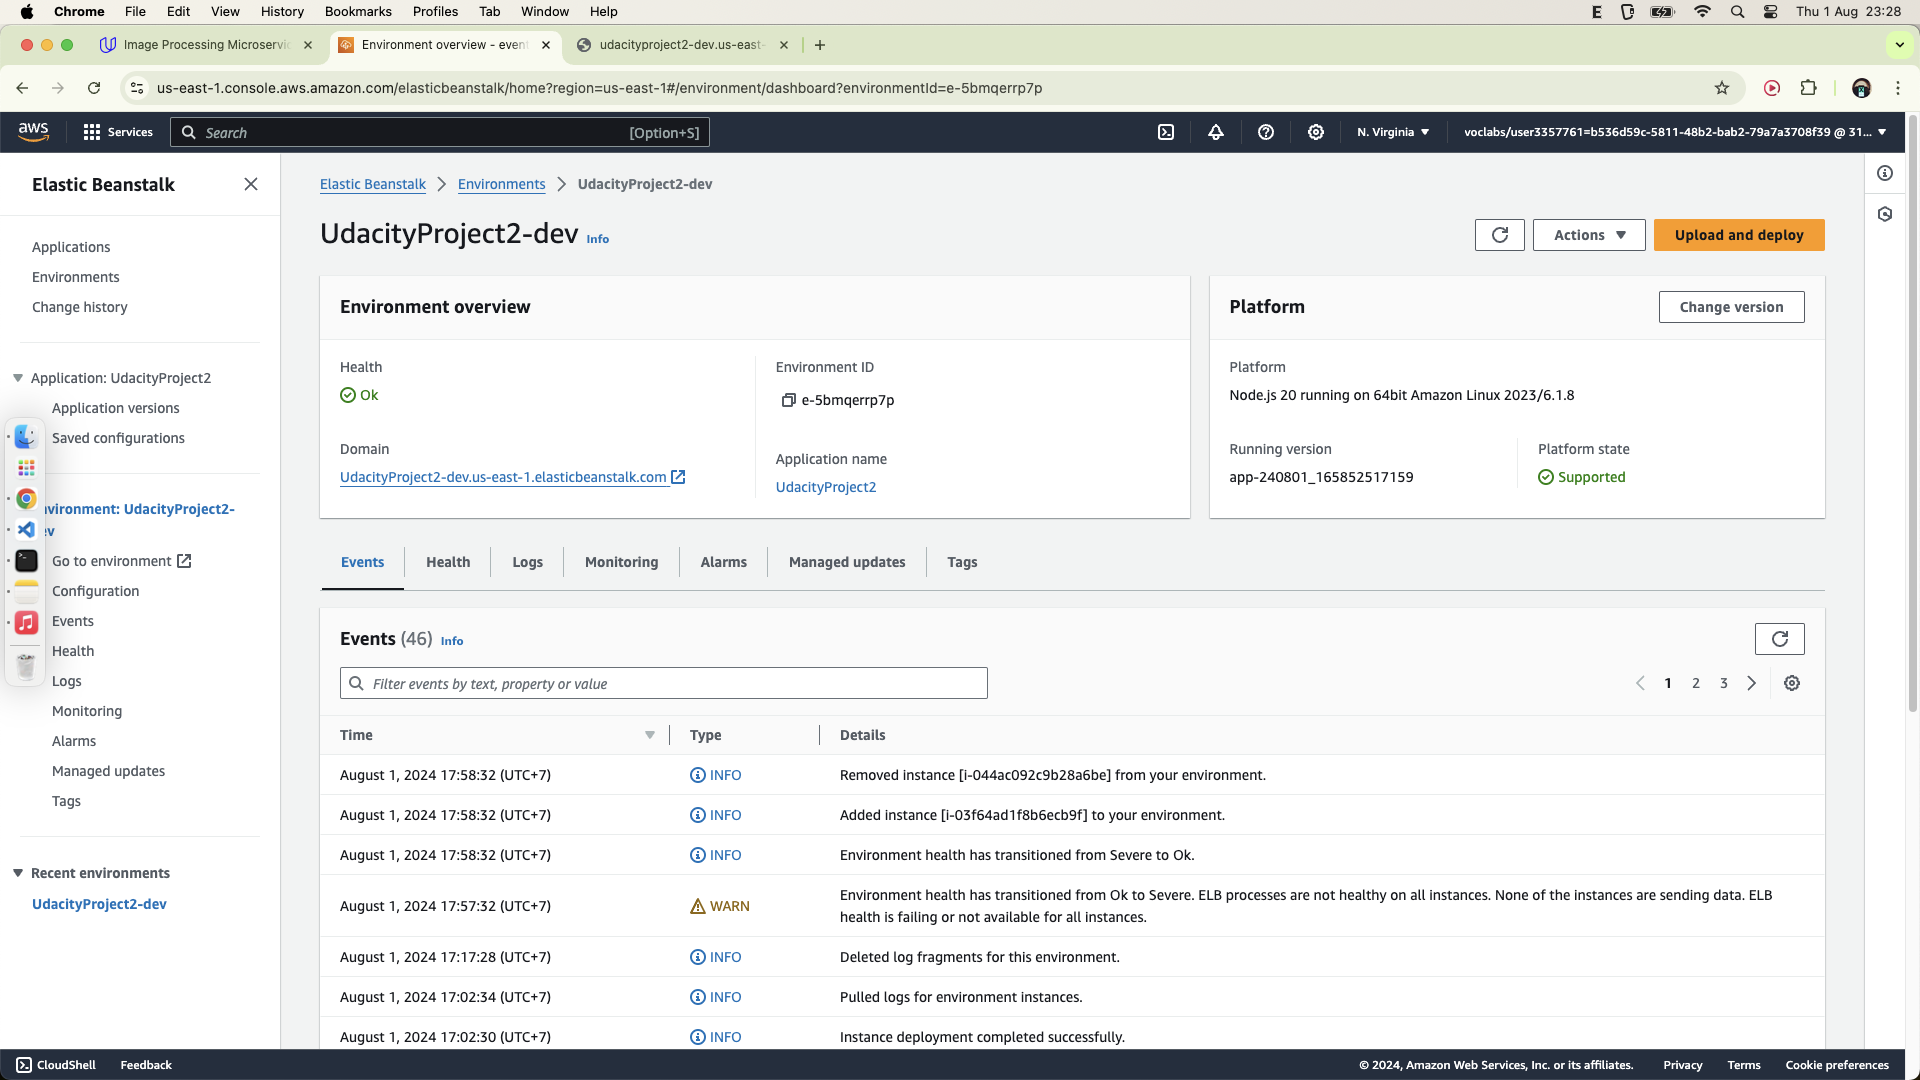 Chrome File Edit View History Bookmarks Profiles Tab Window Help
E Thu 1 Aug 23:28
Image Processing Microservic
Environment overview - even
udacityproject2-dev.us-east-
us-east-1.console.aws.amazon.com/elasticbeanstalk/home?region=us-east-1#/environment/dashboard?environmentId=e-5bmqerrp7p
aws Services Search [Option+S] N. Virginia voclabs/user3357761=b536d59c-5811-48b2-bab2-79a7a3708f39 @ 31...
Elastic Beanstalk
Applications
Environments
Change history
Application: UdacityProject2
Application versions
Saved configurations
nvironment: UdacityProject2-
ev
Go to environment
Configuration
Events
Health
Logs
Monitoring
Alarms
Managed updates
Tags
Recent environments
UdacityProject2-dev
Elastic Beanstalk Environments UdacityProject2-dev
UdacityProject2-dev Info
Actions Upload and deploy
Environment overview
Health
Ok
Environment ID
e-5bmqerrp7p
Domain
UdacityProject2-dev.us-east-1.elasticbeanstalk.com
Application name
UdacityProject2
Platform Change version
Platform
Node.js 20 running on 64bit Amazon Linux 2023/6.1.8
Running version
app-240801_165852517159
Platform state
Supported
Events Health Logs Monitoring Alarms Managed updates Tags
Events (46) Info
Filter events by text, property or value
1 2 3
Time Type Details
August 1, 2024 17:58:32 (UTC+7) INFO Removed instance [i-044ac092c9b28a6be] from your environment.
August 1, 2024 17:58:32 (UTC+7) INFO Added instance [i-03f64ad1f8b6ecb9f] to your environment.
August 1, 2024 17:58:32 (UTC+7) INFO Environment health has transitioned from Severe to Ok.
August 1, 2024 17:57:32 (UTC+7) WARN Environment health has transitioned from Ok to Severe. ELB processes are not healthy on all instances. None of the instances are sending data. ELB
health is failing or not available for all instances.
August 1, 2024 17:17:28 (UTC+7) INFO Deleted log fragments for this environment.
August 1, 2024 17:02:34 (UTC+7) INFO Pulled logs for environment instances.
August 1, 2024 17:02:30 (UTC+7) INFO Instance deployment completed successfully.
CloudShell Feedback © 2024, Amazon Web Services, Inc. or its affiliates. Privacy Terms Cookie preferences